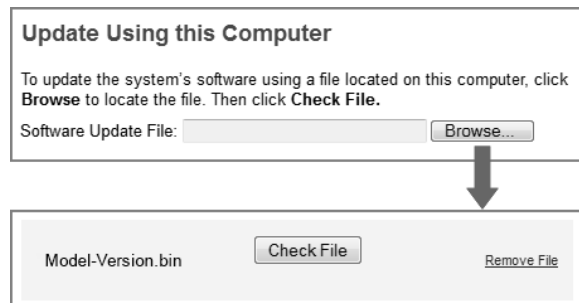 Update Using this Computer
To update the system's software using a file located on this computer, click
Browse to locate the file. Then click Check File.
Software Update File: Browse...
Model-Version.bin Check File Remove File